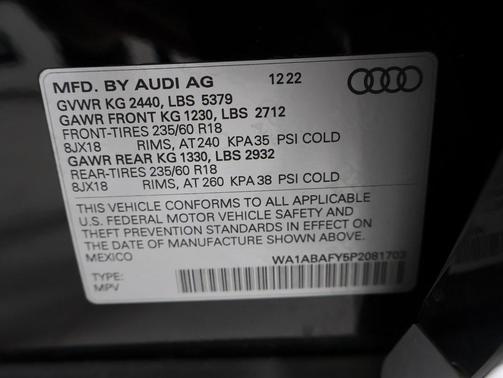 MFD. BY AUDI AG 12 22
GVWR KG 2440, LBS 5379
GAWR FRONT KG 1230, LBS 2712
FRONT-TIRES 235/60 R18
8JX18 RIMS, AT 240 KPA 35 PSI COLD
GAWR REAR KG 1330, LBS 2932
REAR-TIRES 235/60 R18
8JX18 RIMS, AT 260 KPA 38 PSI COLD
THIS VEHICLE CONFORMS TO ALL APPLICABLE
U.S. FEDERAL MOTOR VEHICLE SAFETY AND
THEFT PREVENTION STANDARDS IN EFFECT ON
THE DATE OF MANUFACTURE SHOWN ABOVE.
MEXICO WA1ABAFY5P2081703
TYPE:
MPV